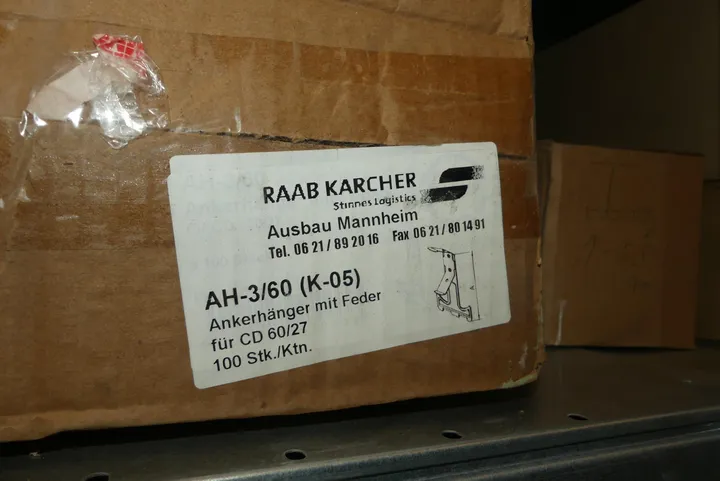 RAAB KARCHER
Stinnes Logistics
Ausbau Mannheim
Tel. 06 21 / 89 20 16 Fax 06 21 / 80 14 91
AH-3/60 (K-05)
Ankerhänger mit Feder
für CD 60/27
100 Stk./Ktn.